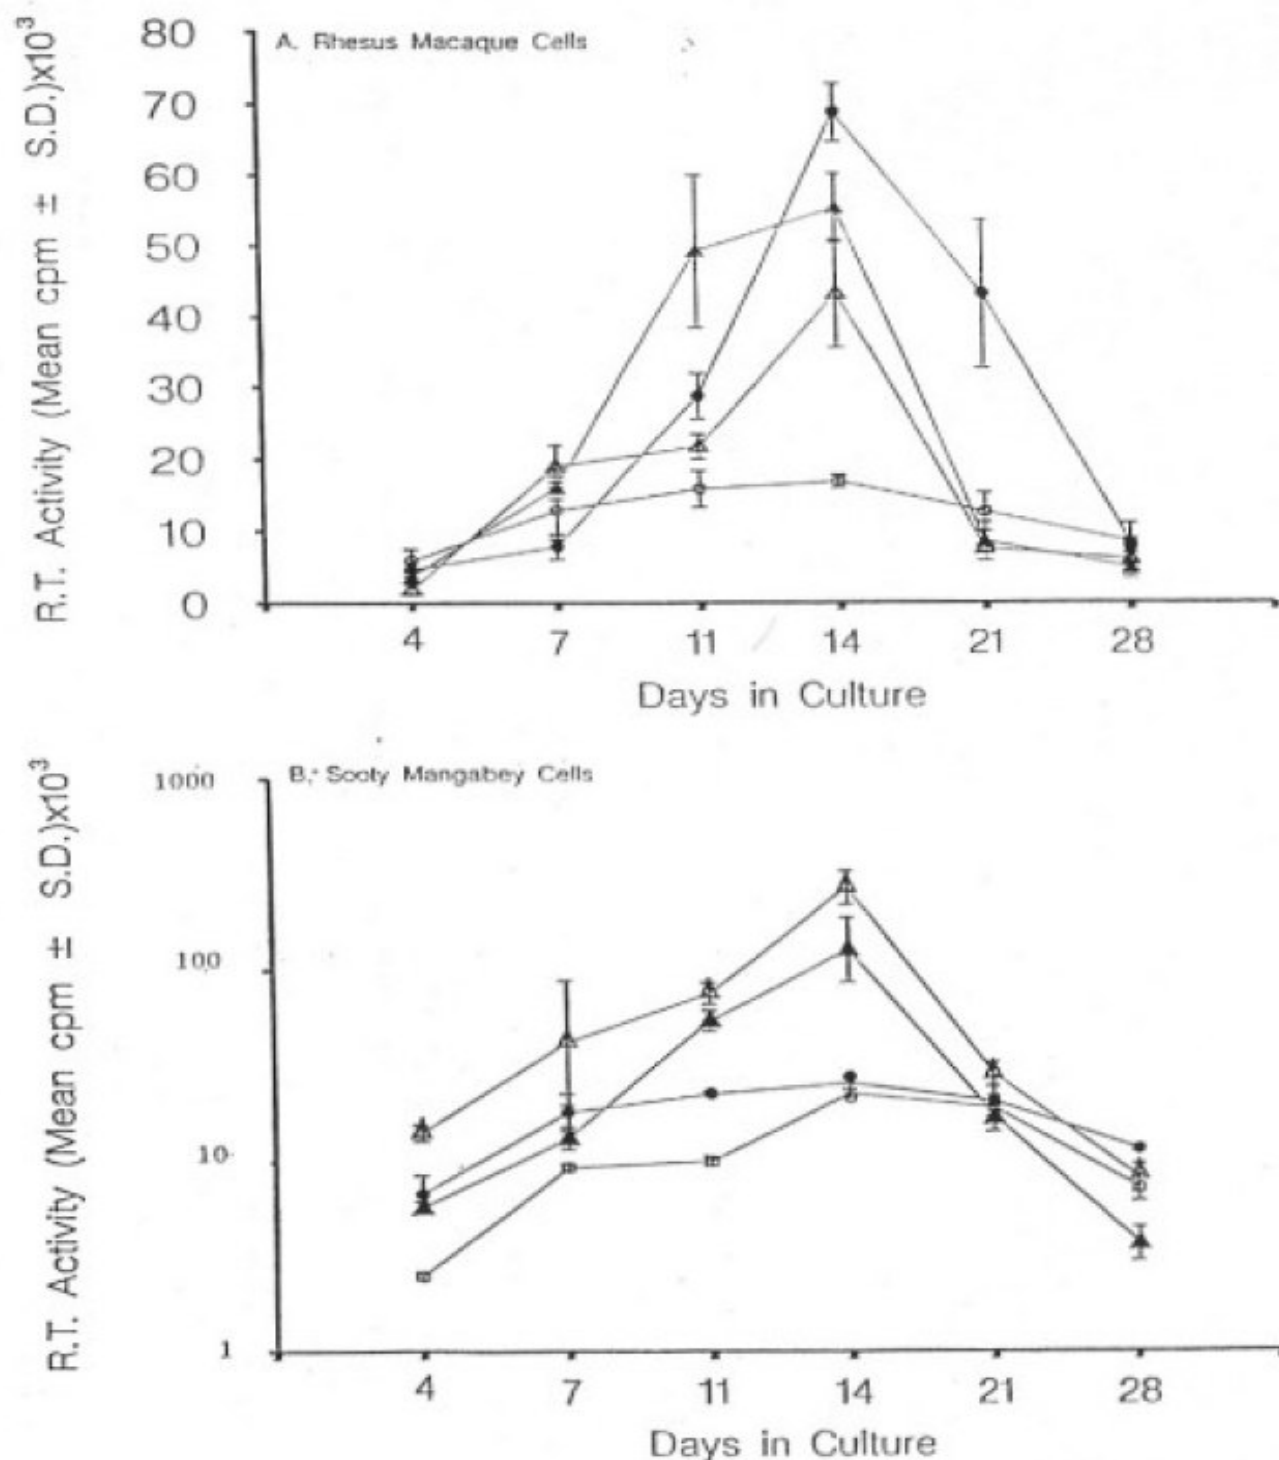 R.T. Activity (Mean cpm ± S.D.)x10³
A. Rhesus Macaque Cells
80
70
60
50
40
30
20
10
0
4 7 11 14 21 28
Days in Culture
R.T. Activity (Mean cpm ± S.D.)x10³
B. Sooty Mangabey Cells
1000
100
10
1
4 7 11 14 21 28
Days in Culture